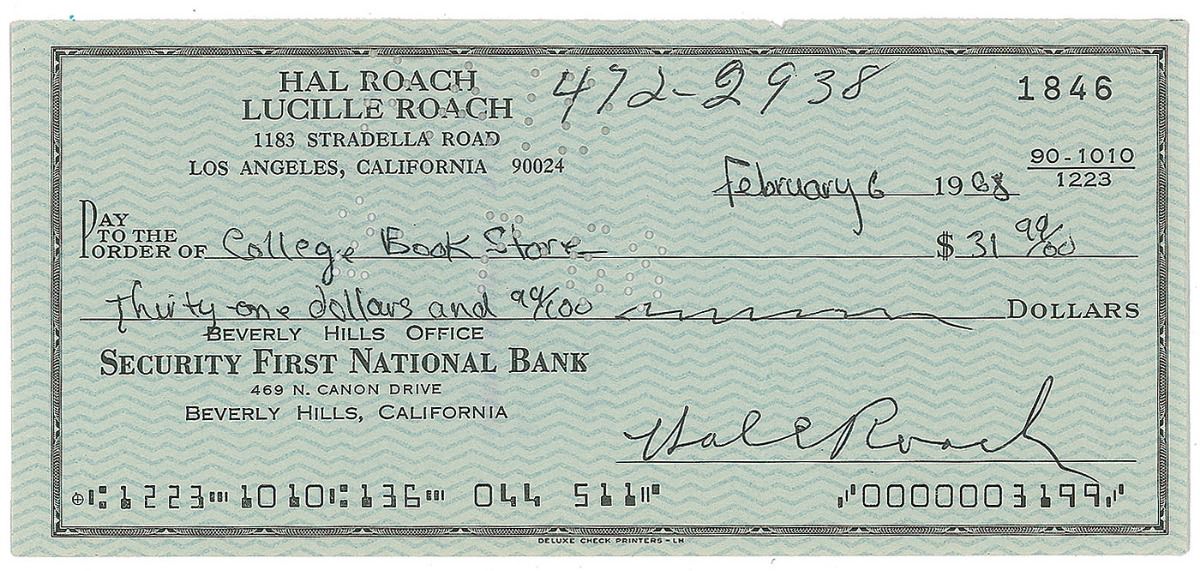 HAL ROACH 472-2938 1846
LUCILLE ROACH
1183 STRADELLA ROAD
LOS ANGELES, CALIFORNIA 90024
90-1010
1223
February 6 1968
PAY
TO THE
ORDER OF College Book Store $ 31 99/00
Thirty-one dollars and 99/100 DOLLARS
BEVERLY HILLS OFFICE
SECURITY FIRST NATIONAL BANK
469 N. CANON DRIVE
BEVERLY HILLS, CALIFORNIA
Hal E Roach
⑆1223⑉1010⑆136⑉ 044 511⑈ ⑈0000003199⑈
DELUXE CHECK PRINTERS - LH